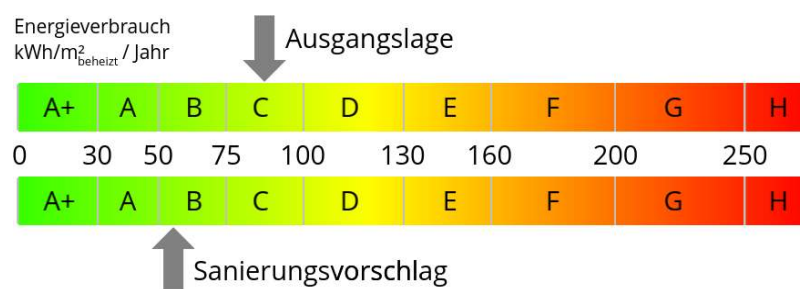 Energieverbrauch
kWh/m²beheizt / Jahr
Ausgangslage
A+ A B C D E F G H
0 30 50 75 100 130 160 200 250
A+ A B C D E F G H
Sanierungsvorschlag